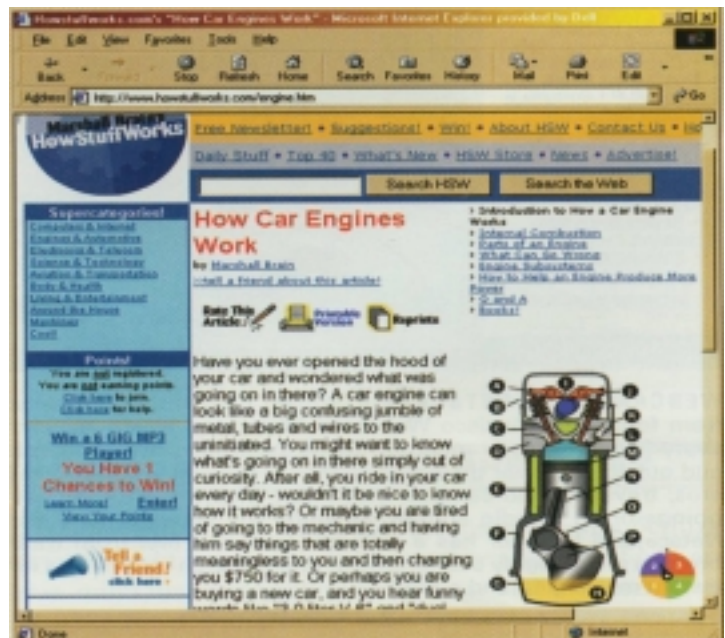 Howstuffworks.com's "How Car Engines Work" - Microsoft Internet Explorer provided by Dell
File Edit View Favorites Tools Help
Back Forward Stop Refresh Home Search Favorites History Mail Print Edit
Address http://www.howstuffworks.com/engine.htm Go
Marshall Brain's
HowStuffWorks
Free Newsletter! • Suggestions! • Win! • About HSW • Contact Us •
Daily Stuff • Top 40 • What's New • HSW Store • News • Advertise!
Search HSW Search the Web
Supercategories!
Computers & Internet
Engines & Automotive
Electronics & Telecom
Science & Technology
Aviation & Transportation
Body & Health
Living & Entertainment
Around the House
Machines
Cool!
Points!
You are not registered.
You are not earning points.
Click here to join.
Click here for help.
Win a 6 GIG MP3
Player!
You Have 1
Chances to Win!
Learn More! Enter!
View Your Points
Tell a
Friend!
click here
How Car Engines
Work
by Marshall Brain
:::tell a friend about this article!
Rate This
Article!
Printable
Version
Reprints
Introduction to How a Car Engine
Works
Internal Combustion
Parts of an Engine
What Can Go Wrong
Engine Subsystems
How to Help an Engine Produce More
Power
Q and A
Books!
Have you ever opened the hood of
your car and wondered what was
going on in there? A car engine can
look like a big confusing jumble of
metal, tubes and wires to the
uninitiated. You might want to know
what's going on in there simply out of
curiosity. After all, you ride in your car
every day - wouldn't it be nice to know
how it works? Or maybe you are tired
of going to the mechanic and having
him say things that are totally
meaningless to you and then charging
you $750 for it. Or perhaps you are
buying a new car, and you hear funny
words like "3.0 liter V-6" and "dual
Done Internet